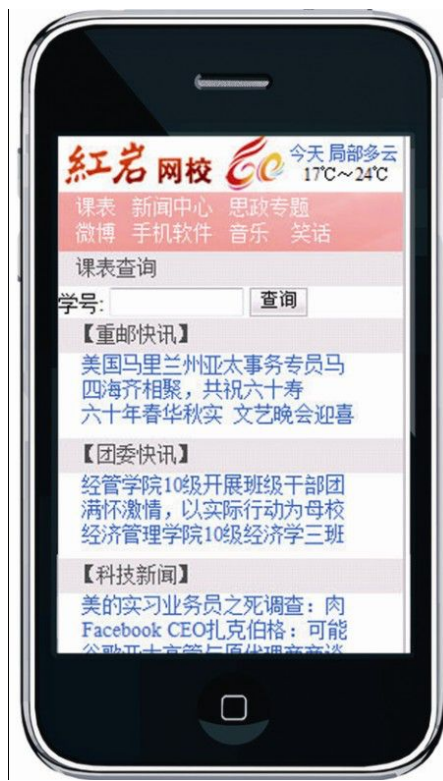 紅岩 网校 60 今天 局部多云
17℃～24℃
课表 新闻中心 思政专题
微博 手机软件 音乐 笑话
课表查询
学号: 查询
【重邮快讯】
美国马里兰州亚太事务专员马
四海齐相聚，共祝六十寿
六十年春华秋实 文艺晚会迎喜
【团委快讯】
经管学院10级开展班级干部团
满怀激情，以实际行动为母校
经济管理学院10级经济学三班
【科技新闻】
美的实习业务员之死调查：肉
Facebook CEO扎克伯格：可能